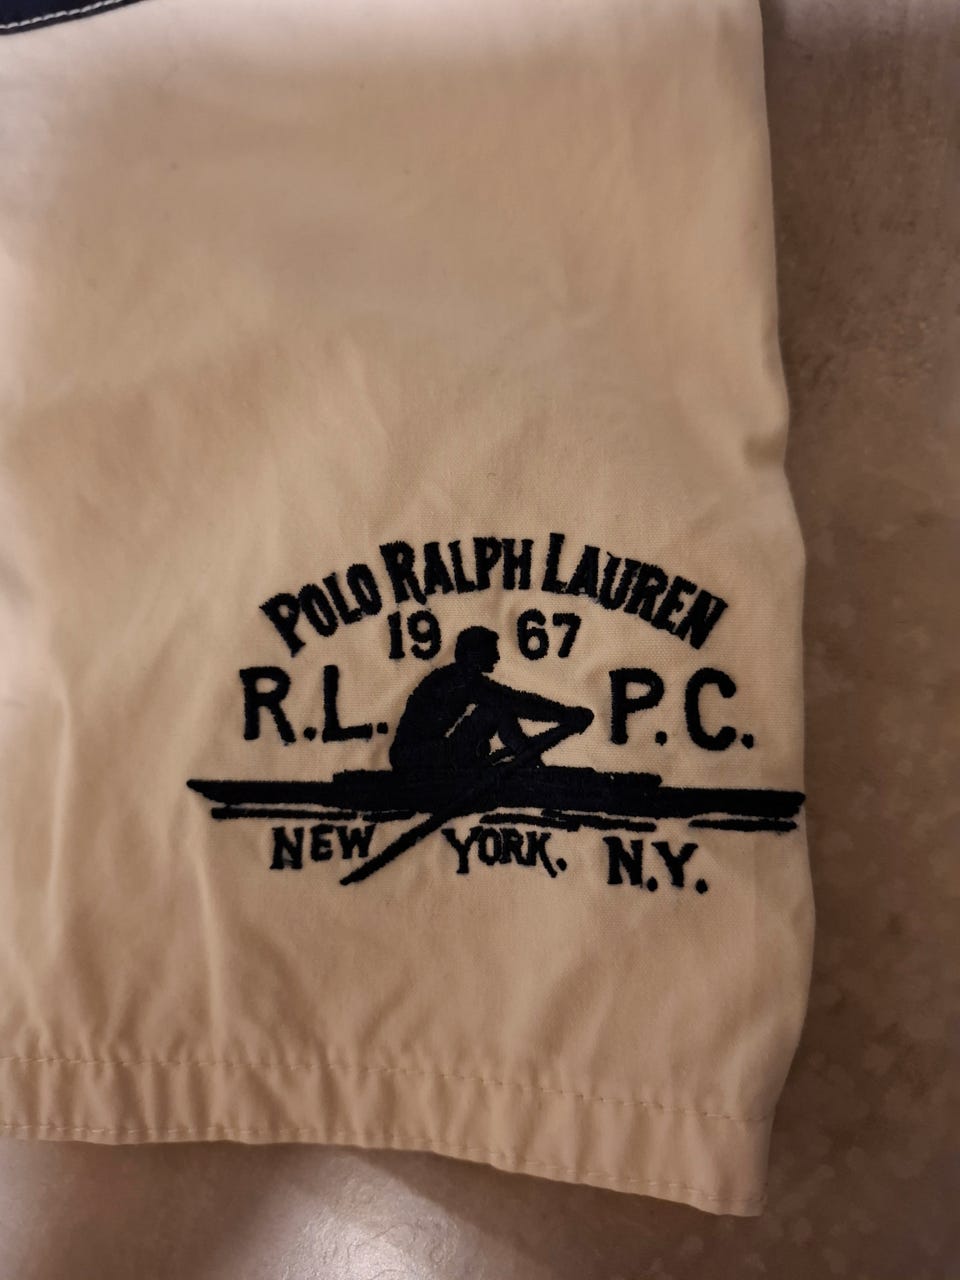 POLO RALPH LAUREN
19 67
R.L. P.C.
NEW YORK. N.Y.